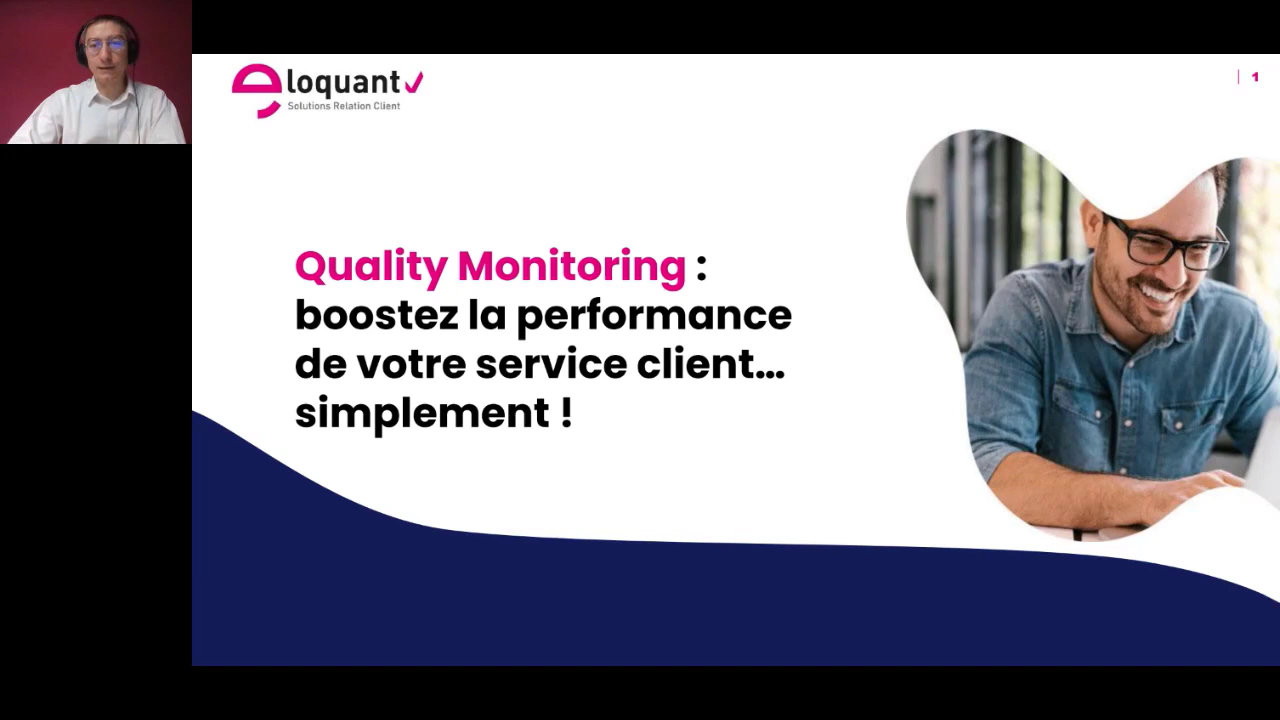 eloquant
Solutions Relation Client
1
Quality Monitoring :
boostez la performance
de votre service client...
simplement !